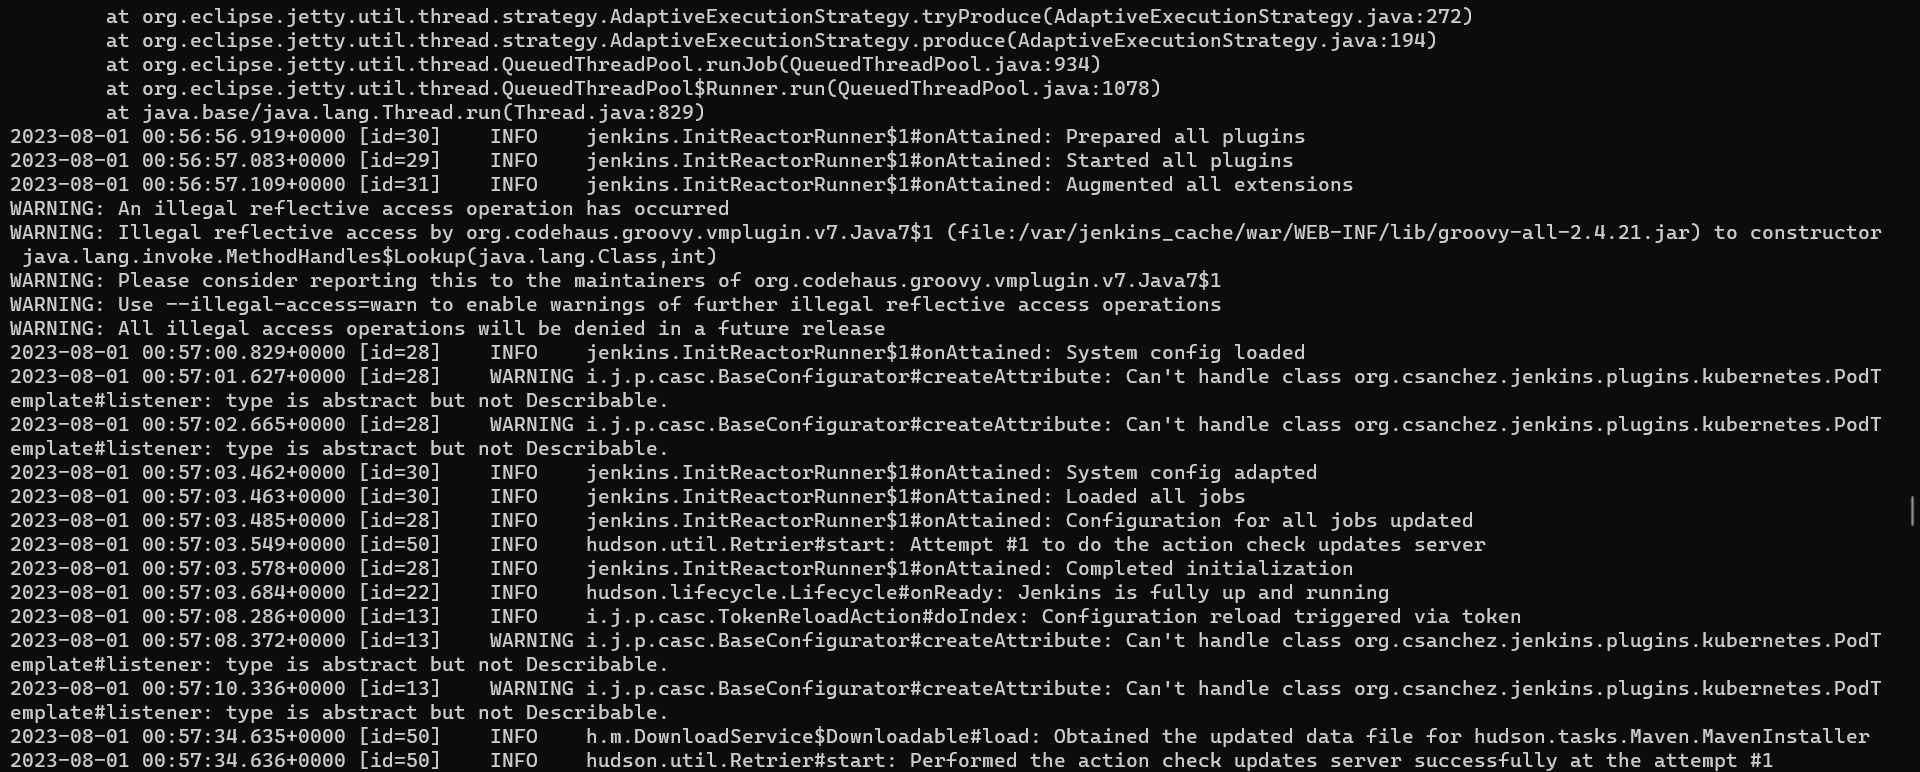 at org.eclipse.jetty.util.thread.strategy.AdaptiveExecutionStrategy.tryProduce(AdaptiveExecutionStrategy.java:272)
at org.eclipse.jetty.util.thread.strategy.AdaptiveExecutionStrategy.produce(AdaptiveExecutionStrategy.java:194)
at org.eclipse.jetty.util.thread.QueuedThreadPool.runJob(QueuedThreadPool.java:934)
at org.eclipse.jetty.util.thread.QueuedThreadPool$Runner.run(QueuedThreadPool.java:1078)
at java.base/java.lang.Thread.run(Thread.java:829)
2023-08-01 00:56:56.919+0000 [id=30]    INFO    jenkins.InitReactorRunner$1#onAttained: Prepared all plugins
2023-08-01 00:56:57.083+0000 [id=29]    INFO    jenkins.InitReactorRunner$1#onAttained: Started all plugins
2023-08-01 00:56:57.109+0000 [id=31]    INFO    jenkins.InitReactorRunner$1#onAttained: Augmented all extensions
WARNING: An illegal reflective access operation has occurred
WARNING: Illegal reflective access by org.codehaus.groovy.vmplugin.v7.Java7$1 (file:/var/jenkins_cache/war/WEB-INF/lib/groovy-all-2.4.21.jar) to constructor
java.lang.invoke.MethodHandles$Lookup(java.lang.Class,int)
WARNING: Please consider reporting this to the maintainers of org.codehaus.groovy.vmplugin.v7.Java7$1
WARNING: Use --illegal-access=warn to enable warnings of further illegal reflective access operations
WARNING: All illegal access operations will be denied in a future release
2023-08-01 00:57:00.829+0000 [id=28]    INFO    jenkins.InitReactorRunner$1#onAttained: System config loaded
2023-08-01 00:57:01.627+0000 [id=28]    WARNING i.j.p.casc.BaseConfigurator#createAttribute: Can't handle class org.csanchez.jenkins.plugins.kubernetes.PodT
emplate#listener: type is abstract but not Describable.
2023-08-01 00:57:02.665+0000 [id=28]    WARNING i.j.p.casc.BaseConfigurator#createAttribute: Can't handle class org.csanchez.jenkins.plugins.kubernetes.PodT
emplate#listener: type is abstract but not Describable.
2023-08-01 00:57:03.462+0000 [id=30]    INFO    jenkins.InitReactorRunner$1#onAttained: System config adapted
2023-08-01 00:57:03.463+0000 [id=30]    INFO    jenkins.InitReactorRunner$1#onAttained: Loaded all jobs
2023-08-01 00:57:03.485+0000 [id=28]    INFO    jenkins.InitReactorRunner$1#onAttained: Configuration for all jobs updated
2023-08-01 00:57:03.549+0000 [id=50]    INFO    hudson.util.Retrier#start: Attempt #1 to do the action check updates server
2023-08-01 00:57:03.578+0000 [id=28]    INFO    jenkins.InitReactorRunner$1#onAttained: Completed initialization
2023-08-01 00:57:03.684+0000 [id=22]    INFO    hudson.lifecycle.Lifecycle#onReady: Jenkins is fully up and running
2023-08-01 00:57:08.286+0000 [id=13]    INFO    i.j.p.casc.TokenReloadAction#doIndex: Configuration reload triggered via token
2023-08-01 00:57:08.372+0000 [id=13]    WARNING i.j.p.casc.BaseConfigurator#createAttribute: Can't handle class org.csanchez.jenkins.plugins.kubernetes.PodT
emplate#listener: type is abstract but not Describable.
2023-08-01 00:57:10.336+0000 [id=13]    WARNING i.j.p.casc.BaseConfigurator#createAttribute: Can't handle class org.csanchez.jenkins.plugins.kubernetes.PodT
emplate#listener: type is abstract but not Describable.
2023-08-01 00:57:34.635+0000 [id=50]    INFO    h.m.DownloadService$Downloadable#load: Obtained the updated data file for hudson.tasks.Maven.MavenInstaller
2023-08-01 00:57:34.636+0000 [id=50]    INFO    hudson.util.Retrier#start: Performed the action check updates server successfully at the attempt #1